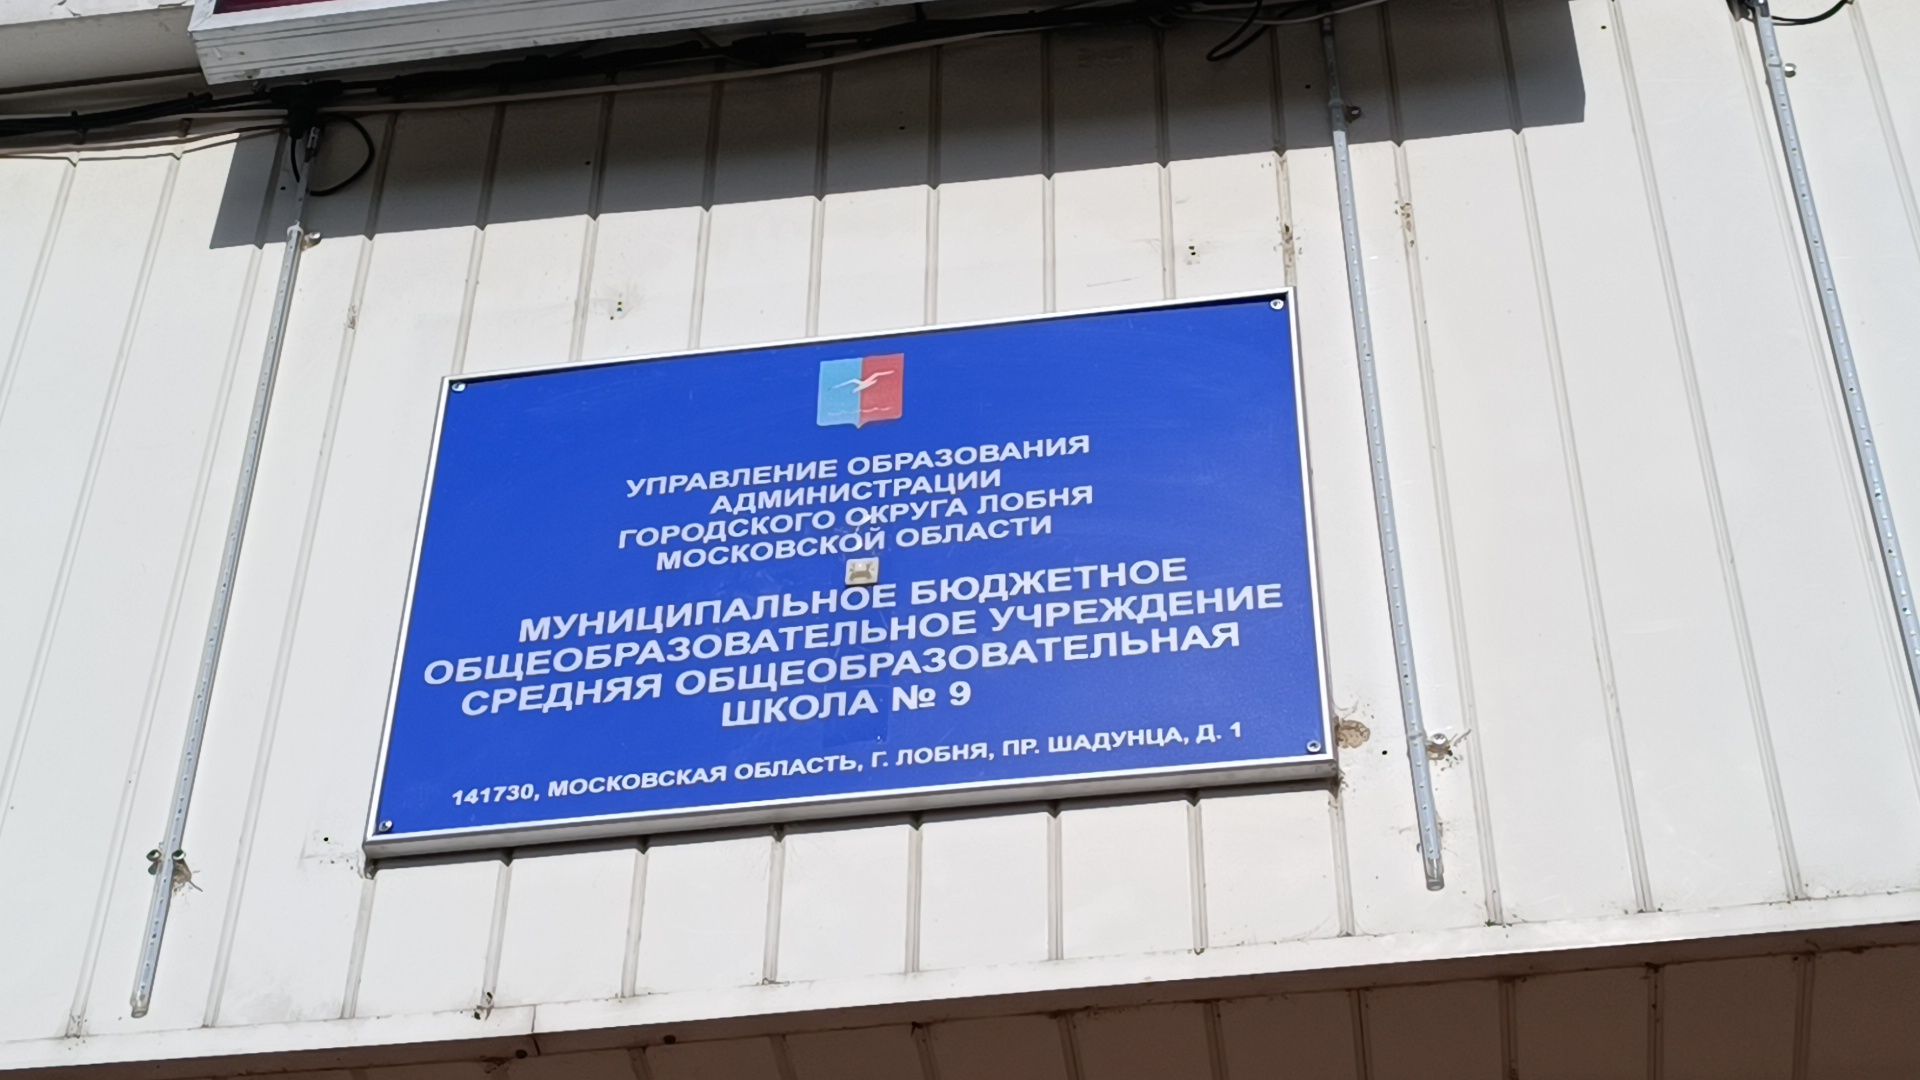 УПРАВЛЕНИЕ ОБРАЗОВАНИЯ
АДМИНИСТРАЦИИ
ГОРОДСКОГО ОКРУГА ЛОБНЯ
МОСКОВСКОЙ ОБЛАСТИ
МУНИЦИПАЛЬНОЕ БЮДЖЕТНОЕ
ОБЩЕОБРАЗОВАТЕЛЬНОЕ УЧРЕЖДЕНИЕ
СРЕДНЯЯ ОБЩЕОБРАЗОВАТЕЛЬНАЯ
ШКОЛА № 9
141730, МОСКОВСКАЯ ОБЛАСТЬ, Г. ЛОБНЯ, ПР. ШАДУНЦА, Д. 1